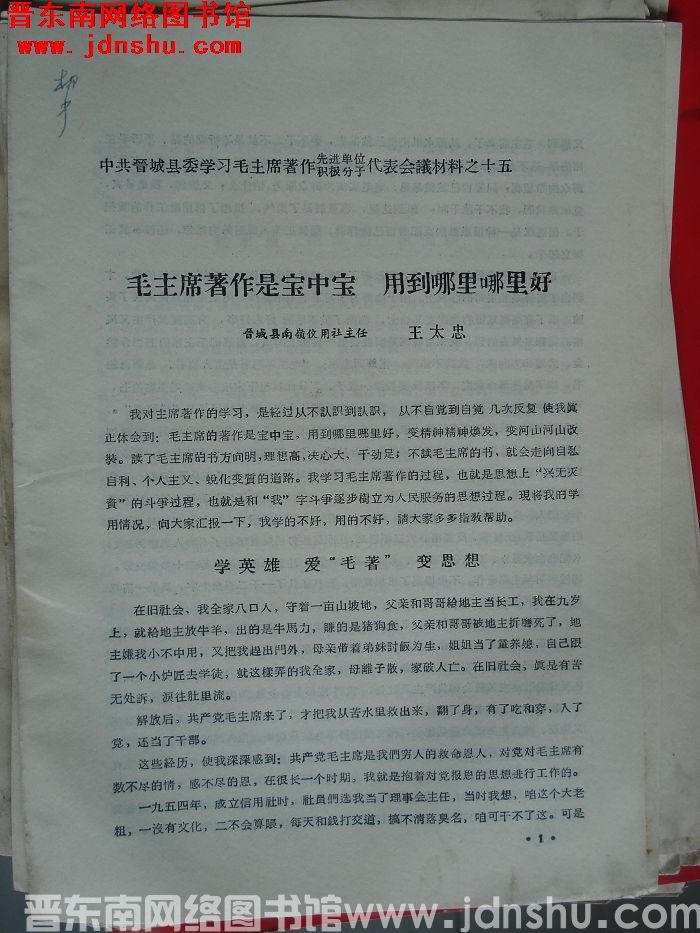 晋东南网络图书馆
www.jdnshu.com
初中
中共晉城县委学习毛主席著作先进单位积极分子代表会議材料之十五
毛主席著作是宝中宝　用到哪里哪里好
晉城县南嶺仪用社主任　王太忠
我对主席著作的学习，是经过从不認识到認识，从不自觉到自觉 几次反复 使我眞
正体会到：毛主席的著作是宝中宝，用到哪里哪里好，变精神精神煥发，变河山河山改
裝。談了毛主席的书方向明，理想高，决心大，干劲足；不談毛主席的书，就会走向自私
自利、个人主义、蛻化变质的道路。我学习毛主席著作的过程，也就是思想上“兴无灭
資”的斗爭过程，也就是和“我”字斗爭逐步樹立为人民服务的思想过程。現将我的学
用情况，向大家汇报一下，我学的不好，用的不好，請大家多多指敎帮助。
学英雄　爱“毛著”　变思想
在旧社会、我全家八口人，守着一亩山坡地，父亲和哥哥給地主当长工，我在九岁
上，就給地主放牛羊，出的是牛馬力，賺的是猪狗食，父亲和哥哥被地主折磨死了，地
主嫌我小不中用，又把我趕出門外，母亲带着弟妹討飯为生，姐姐当了童养媳，自己跟
了一个小炉匠去学徒，就这样弄的我全家，母離子散，家破人亡。在旧社会，眞是有苦
无处訴，淚往肚里流。
解放后，共产党毛主席来了，才把我从苦水里救出来，翻了身，有了吃和穿，入了
党，还当了干部。
这些经历，使我深深感到：共产党毛主席是我們穷人的救命恩人，对党对毛主席有
数不尽的情，感不尽的恩，在很长一个时期，我就是抱着对党报恩的思想进行工作的。
一九五四年，成立信用社时，社員們选我当了理事会主任，当时我想，咱这个大老
粗，一沒有文化，二不会算賬，每天和錢打交道，搞不清落臭名，咱可干不了这。可是
·1·
晋东南网络图书馆 www.jdnshu.com